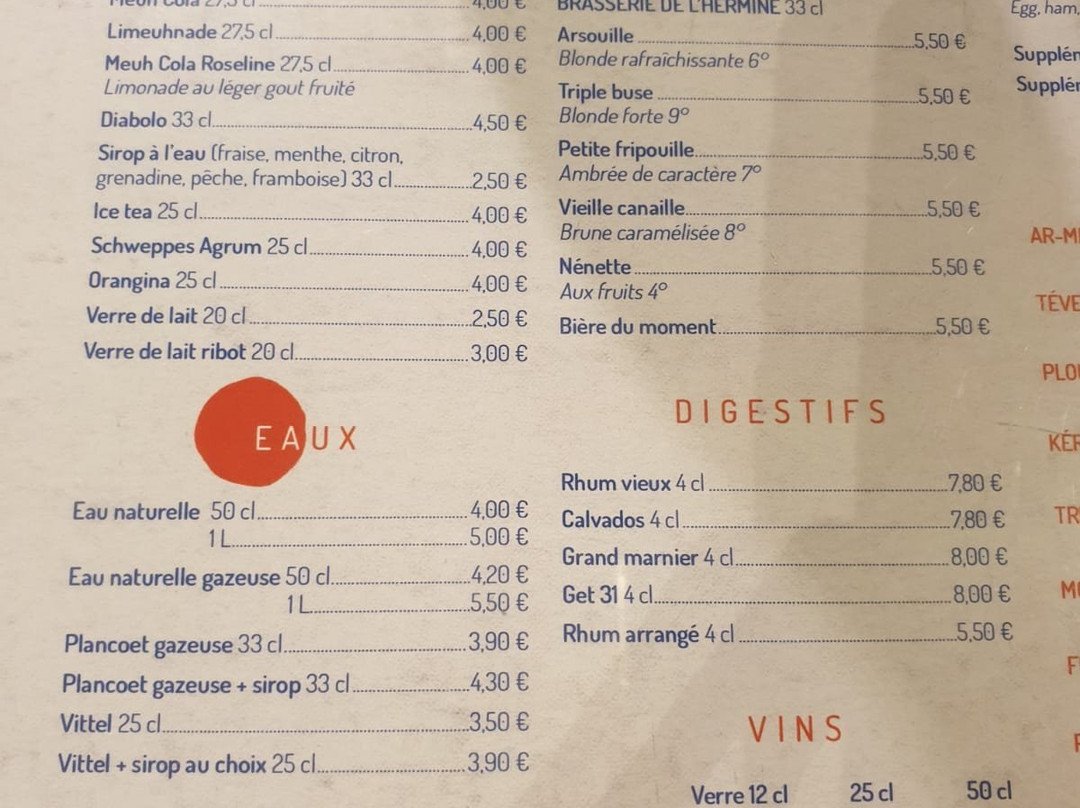 Meuh Cola 27,5 cl 4,00 €
Limeuhnade 27,5 cl 4,00 €
Meuh Cola Roseline 27,5 cl 4,00 €
Limonade au léger gout fruité
Diabolo 33 cl 4,50 €
Sirop à l'eau (fraise, menthe, citron,
grenadine, pêche, framboise) 33 cl 2,50 €
Ice tea 25 cl 4,00 €
Schweppes Agrum 25 cl 4,00 €
Orangina 25 cl 4,00 €
Verre de lait 20 cl 2,50 €
Verre de lait ribot 20 cl 3,00 €
EAUX
Eau naturelle 50 cl 4,00 €
1 L 5,00 €
Eau naturelle gazeuse 50 cl 4,20 €
1 L 5,50 €
Plancoet gazeuse 33 cl 3,90 €
Plancoet gazeuse + sirop 33 cl 4,30 €
Vittel 25 cl 3,50 €
Vittel + sirop au choix 25 cl 3,90 €
BRASSERIE DE L'HERMINE 33 cl
Arsouille 5,50 €
Blonde rafraîchissante 6°
Triple buse 5,50 €
Blonde forte 9°
Petite fripouille 5,50 €
Ambrée de caractère 7°
Vieille canaille 5,50 €
Brune caramélisée 8°
Nénette 5,50 €
Aux fruits 4°
Bière du moment 5,50 €
DIGESTIFS
Rhum vieux 4 cl 7,80 €
Calvados 4 cl 7,80 €
Grand marnier 4 cl 8,00 €
Get 31 4 cl 8,00 €
Rhum arrangé 4 cl 5,50 €
VINS
Verre 12 cl 25 cl 50 cl
Egg, ham,